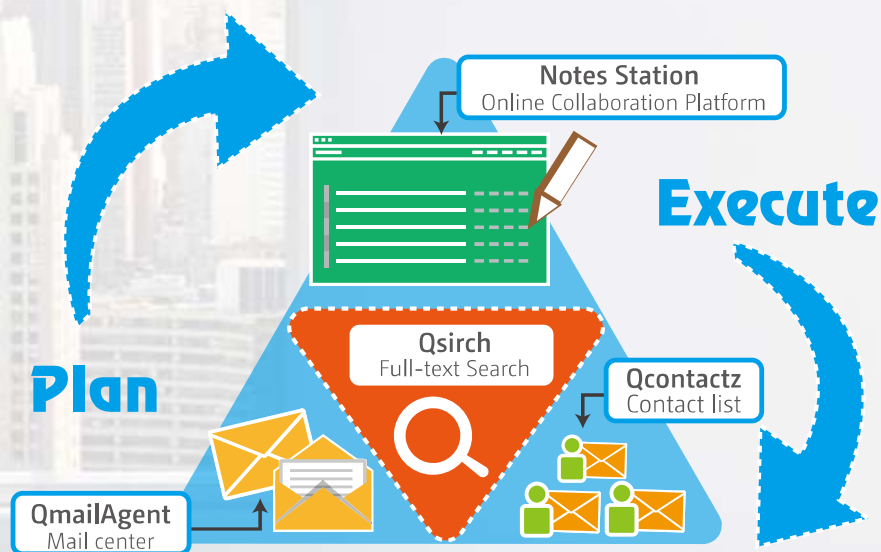 Notes Station
Online Collaboration Platform
Execute
Qsirch
Full-text Search
Qcontactz
Contact list
Plan
QmailAgent
Mail center